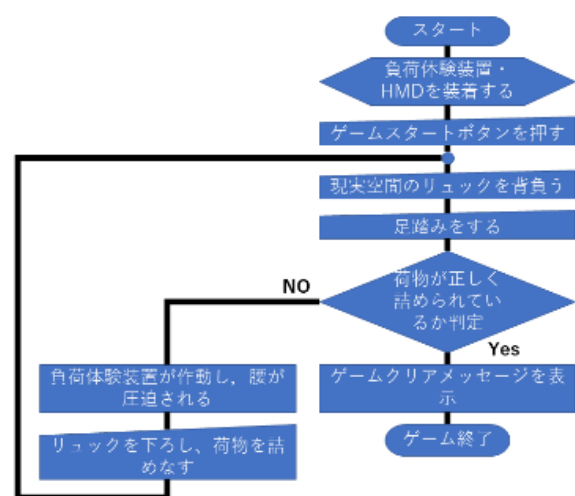 スタート
負荷体験装置・
HMDを装着する
ゲームスタートボタンを押す
現実空間のリュックを背負う
足踏みをする
荷物が正しく
詰められてい
るか判定
NO
Yes
負荷体験装置が作動し，腰が
圧迫される
リュックを下ろし、荷物を詰
めなす
ゲームクリアメッセージを表
示
ゲーム終了